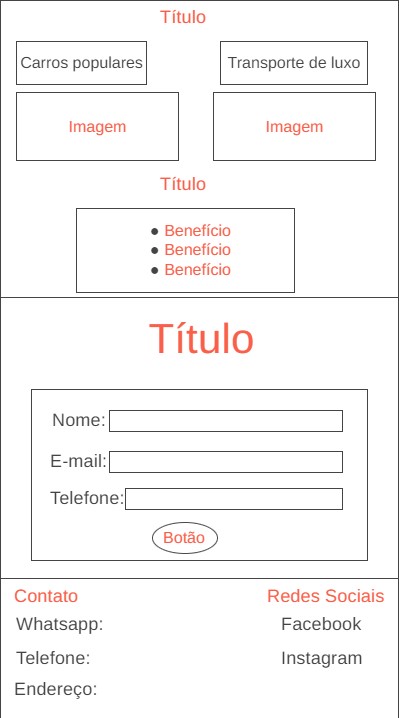 Título
Carros populares Transporte de luxo
Imagem Imagem
Título
● Benefício
● Benefício
● Benefício
Título
Nome:
E-mail:
Telefone:
Botão
Contato Redes Sociais
Whatsapp: Facebook
Telefone: Instagram
Endereço: